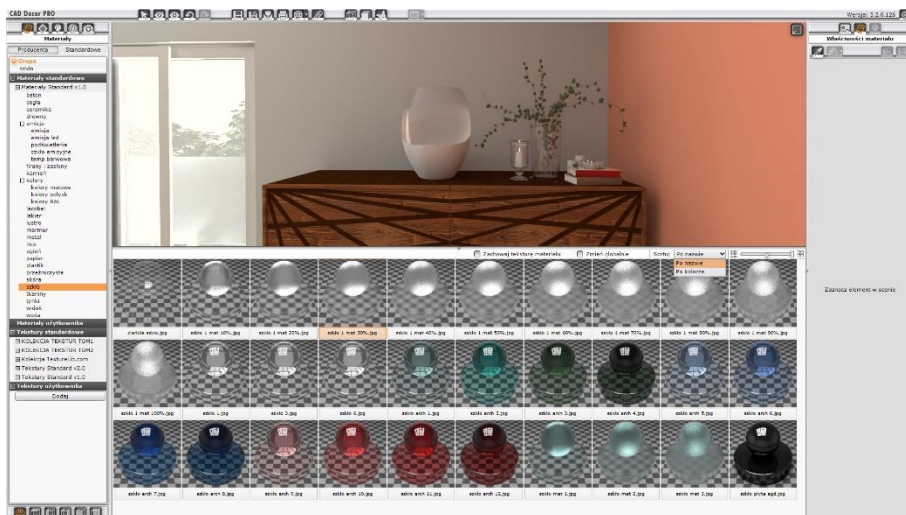 CAD Decor PRO
Wersja: 3.2.0.126
Materiały
Producenta Standardowe
Grupa
szkło
Materiały standardowe
Materiały Standard v1.0
beton
cegła
ceramika
drewno
emisja
emisja
emisja led
podświetlenie
szkło emisyjne
temp barwowa
firany i zasłony
kamień
kolory
kolory matowe
kolory połysk
kolory RAL
lacobel
lakier
lustro
marmur
metal
mix
ogień
papier
plastik
przeźroczyste
skóra
szkło
tkaniny
tynki
widok
woda
Materiały użytkownika
Tekstury standardowe
KOLEKCJA TEKSTUR TOM1
KOLEKCJA TEKSTUR TOM2
Kolekcja TextureLib.com
Tekstury Standard v2.0
Tekstury Standard v1.0
Tekstury użytkownika
Dodaj
Zachowaj teksturę materiału Zmień globalnie Sortuj Po nazwie
Po nazwie
Po kolorze
szkło 1 mat 10%.jpg szkło 1 mat 20%.jpg szkło 1 mat 30%.jpg szkło 1 mat 40%.jpg szkło 1 mat 50%.jpg szkło 1 mat 60%.jpg szkło 1 mat 70%.jpg szkło 1 mat 80%.jpg szkło 1 mat 90%.jpg
szkło 1 mat 100%.jpg szkło 1.jpg szkło 3.jpg szkło 6.jpg szkło arch 1.jpg szkło arch 2.jpg szkło arch 3.jpg szkło arch 4.jpg szkło arch 5.jpg szkło arch 6.jpg
szkło arch 7.jpg szkło arch 8.jpg szkło arch 9.jpg szkło arch 10.jpg szkło arch 11.jpg szkło arch 12.jpg szkło mat 1.jpg szkło mat 2.jpg szkło mat 3.jpg szkło płyta agd.jpg
Właściwości materiału
Zaznacz element w scenie